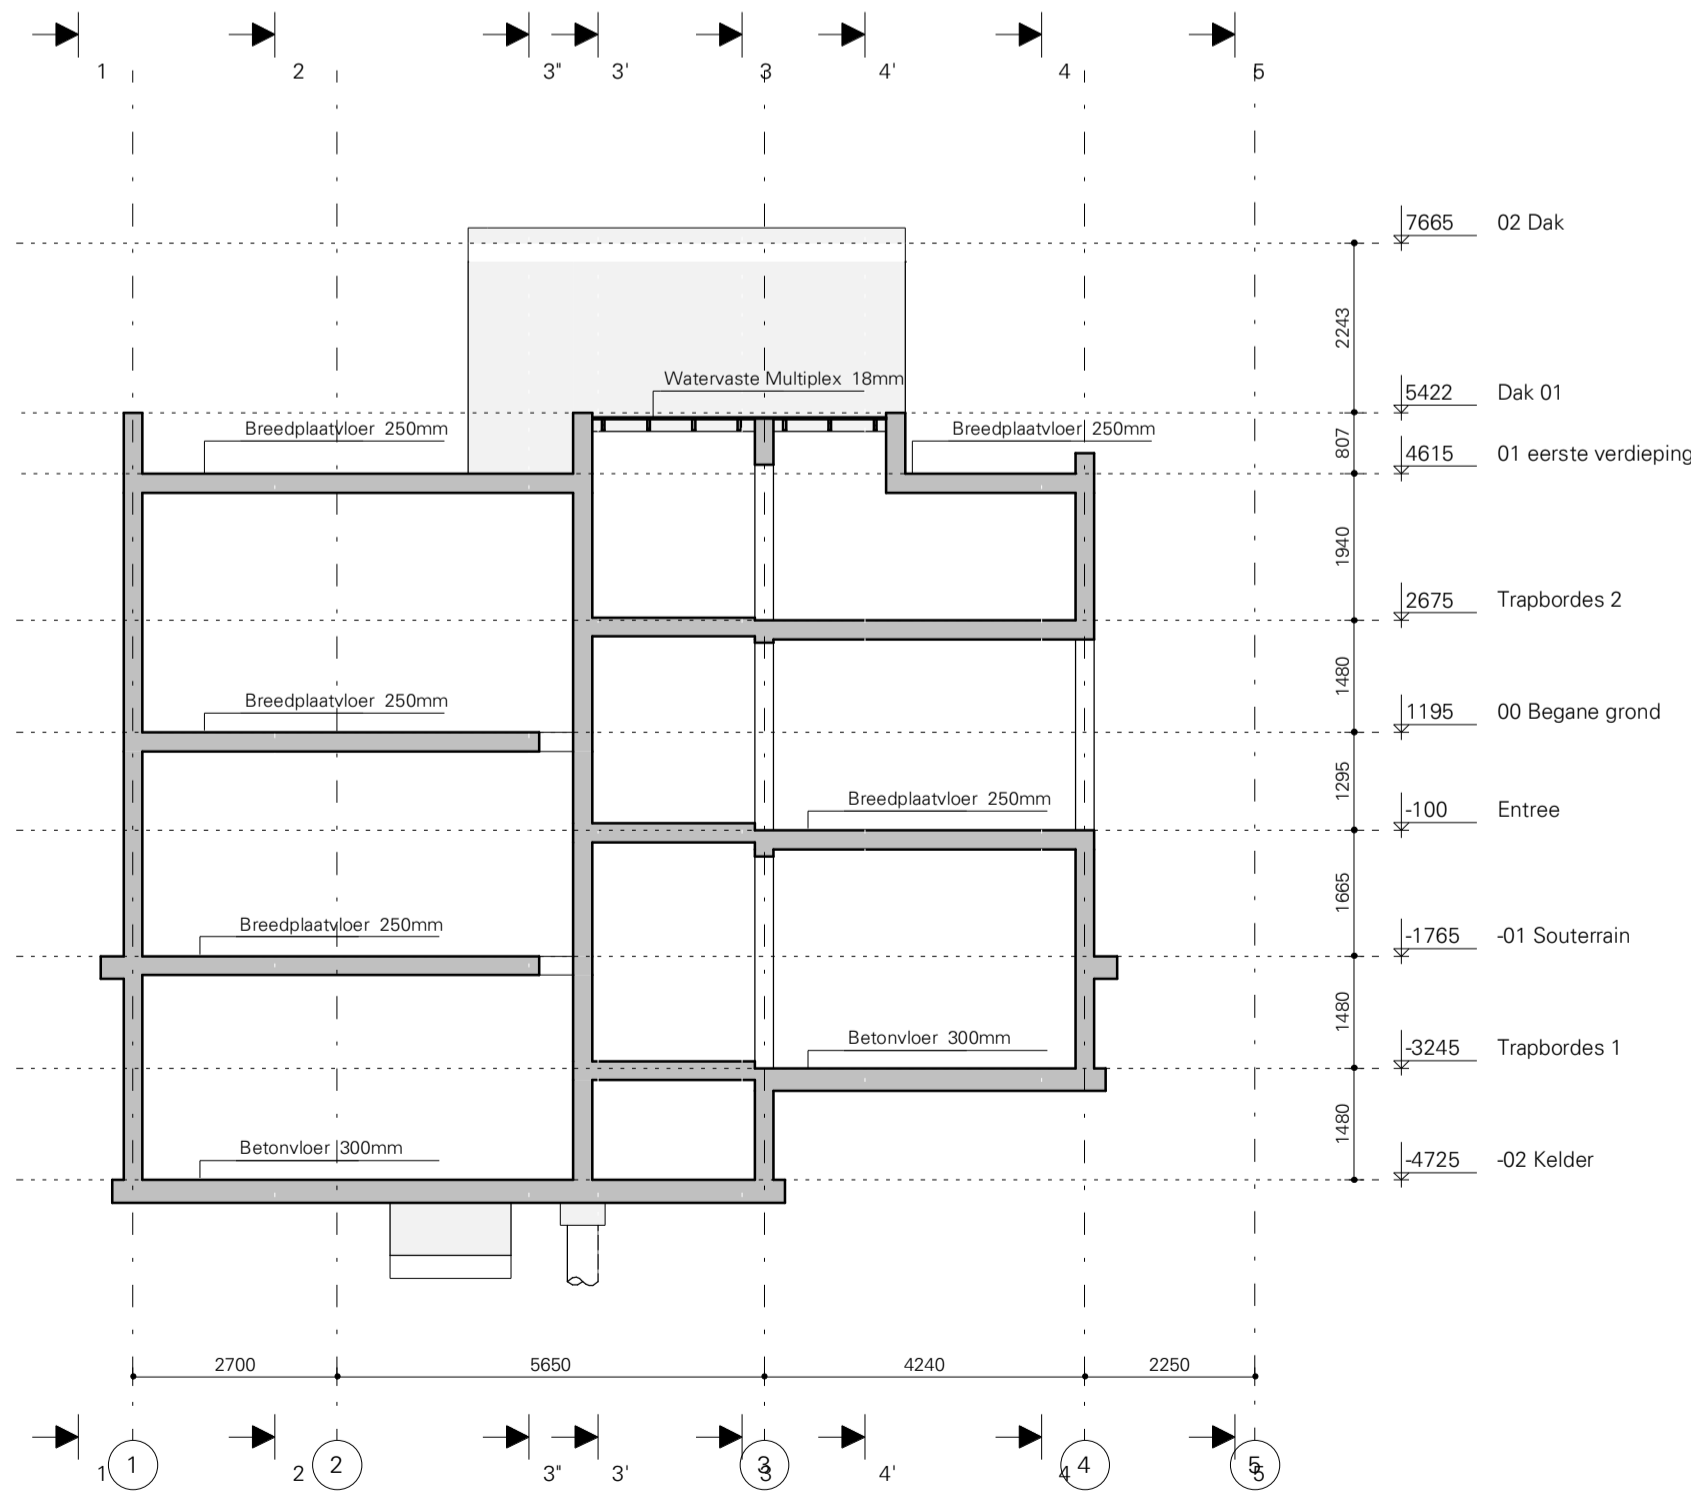 1 2 3" 3' 3 4' 4 5
7665 02 Dak
2243
Watervaste Multiplex 18mm
5422 Dak 01
Breedplaatvloer 250mm
Breedplaatvloer 250mm
807
4615 01 eerste verdieping
1940
2675 Trapbordes 2
1480
Breedplaatvloer 250mm
1195 00 Begane grond
1295
Breedplaatvloer 250mm
-100 Entree
1665
Breedplaatvloer 250mm
-1765 -01 Souterrain
1480
Betonvloer 300mm
-3245 Trapbordes 1
1480
Betonvloer 300mm
-4725 -02 Kelder
2700 5650 4240 2250
1 2 3 4 5
1 2 3" 3' 3 4' 4 5